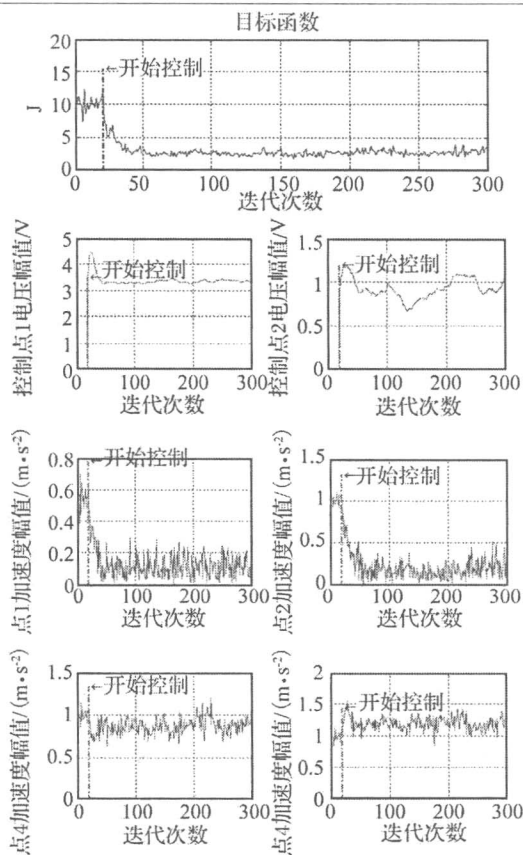 目标函数
20
15
10
5
0
J
←开始控制
50 100 150 200 250 300
迭代次数
控制点1电压幅值/V
5
4
3
2
1
0
←开始控制
0 100 200 300
迭代次数
控制点2电压幅值/V
1.5
1.0
0.5
0
←开始控制
100 200 300
迭代次数
点1加速度幅值/(m·s-2)
0.8
0.6
0.4
0.2
0
←开始控制
0 100 200 300
迭代次数
点2加速度幅值/(m·s-2)
1
0.5
0
←开始控制
0 100 200 300
迭代次数
点4加速度幅值/(m·s-2)
1.5
1
0.5
0
←开始控制
0 100 200 300
迭代次数
点4加速度幅值/(m·s-2)
2
1.5
1
0.5
0
←开始控制
0 100 200 300
迭代次数